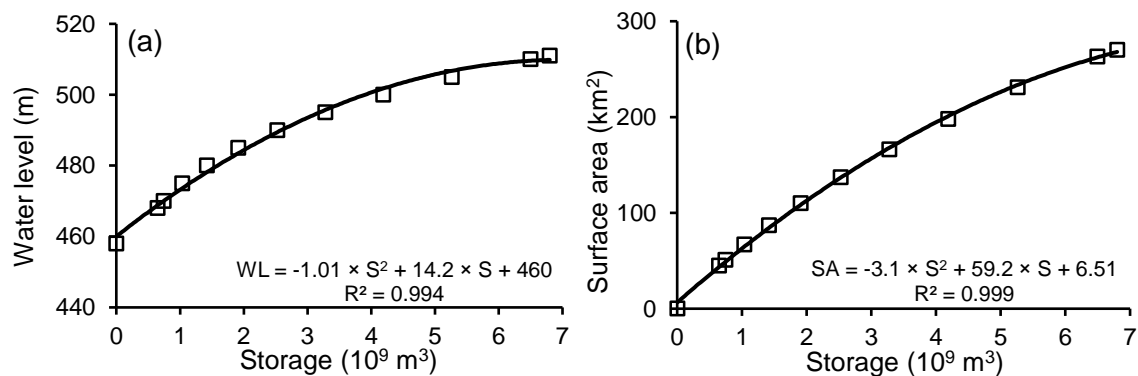 (a)
Water level (m)
520
500
480
460
440
WL = -1.01 × S² + 14.2 × S + 460
R² = 0.994
0 1 2 3 4 5 6 7
Storage (10⁹ m³)
(b)
Surface area (km²)
300
200
100
0
SA = -3.1 × S² + 59.2 × S + 6.51
R² = 0.999
0 1 2 3 4 5 6 7
Storage (10⁹ m³)